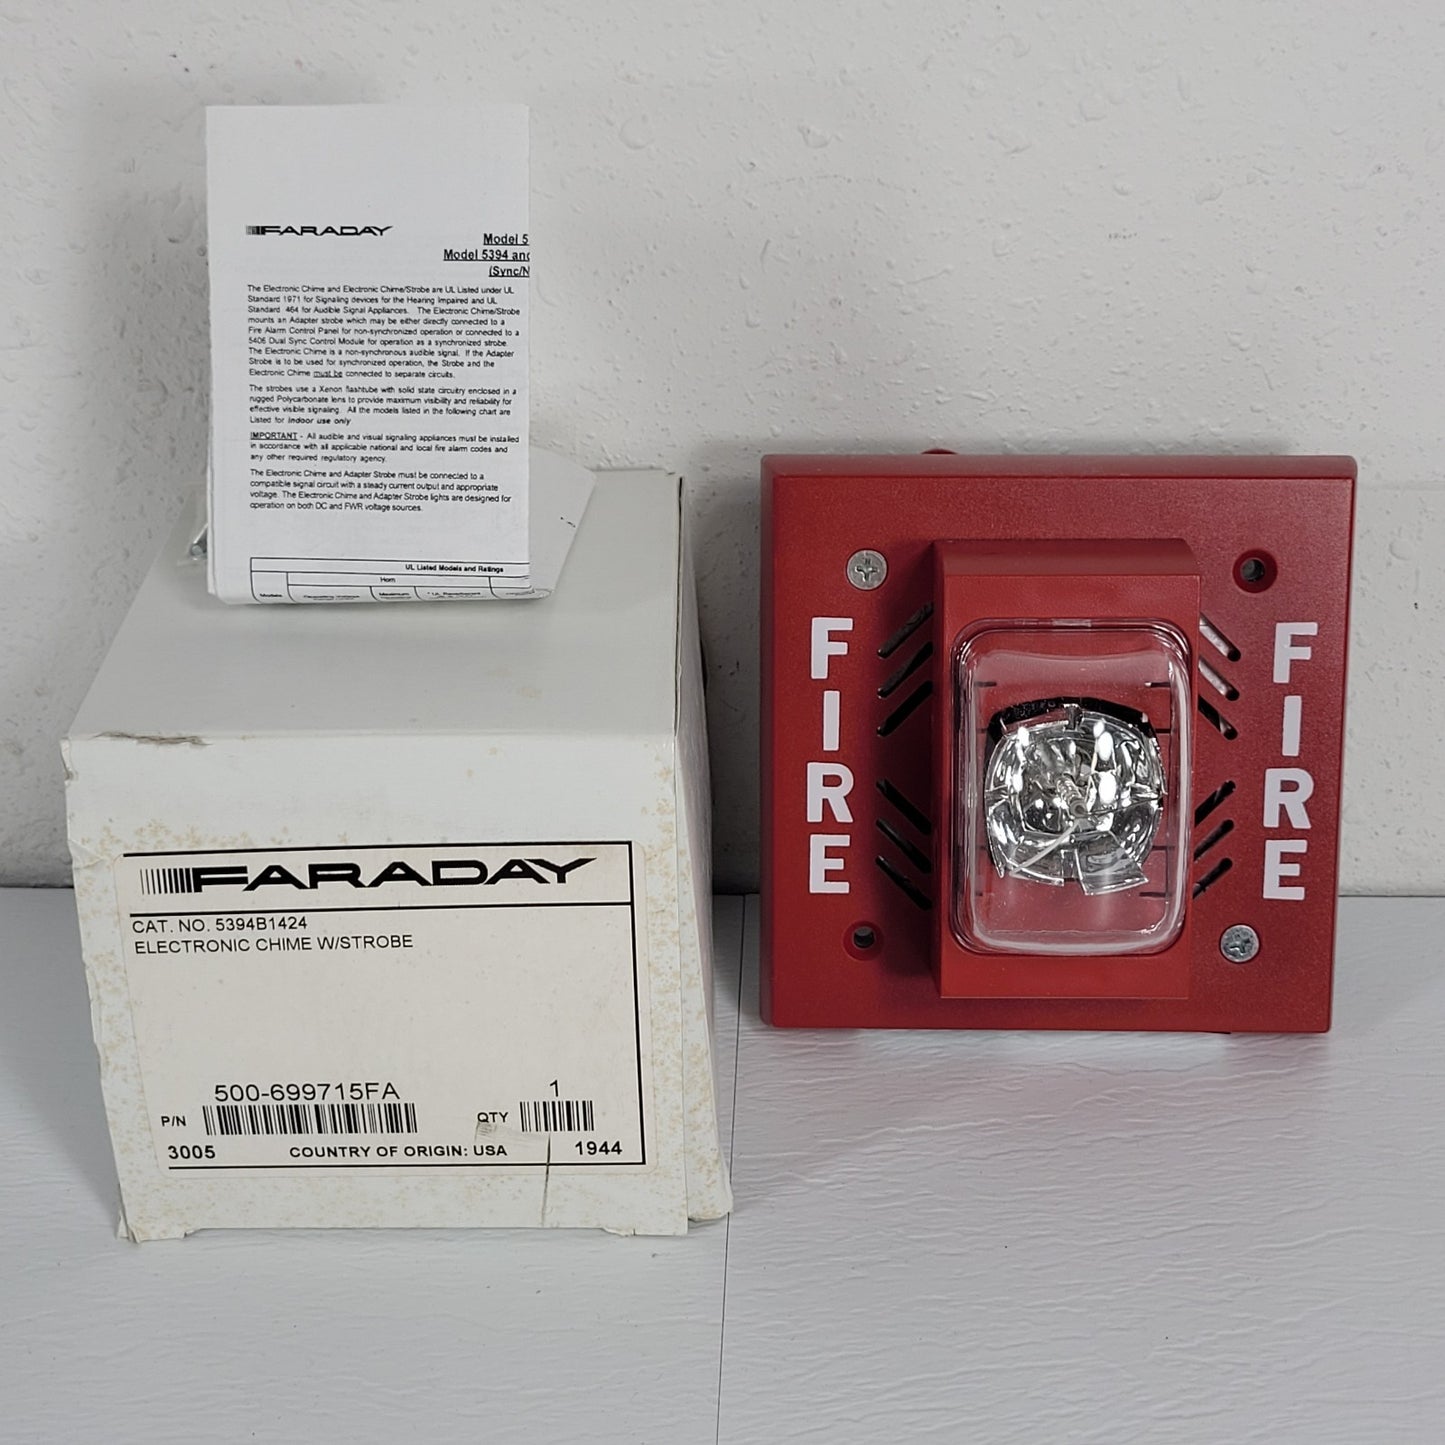 FARADAY
Model 5
Model 5394 and
(Sync/N
The Electronic Chime and Electronic Chime/Strobe are UL Listed under UL
Standard 1971 for Signaling devices for the Hearing Impaired and UL
Standard 464 for Audible Signal Appliances. The Electronic Chime/Strobe
mounts an Adapter strobe which may be either directly connected to a
Fire Alarm Control Panel for non-synchronized operation or connected to a
5406 Dual Sync Control Module for operation as a synchronized strobe.
The Electronic Chime is a non-synchronous audible signal. If the Adapter
Strobe is to be used for synchronized operation, the Strobe and the
Electronic Chime must be connected to separate circuits.
The strobes use a Xenon flashtube with solid state circuitry enclosed in a
rugged Polycarbonate lens to provide maximum visibility and reliability for
effective visible signaling. All the models listed in the following chart are
Listed for indoor use only
IMPORTANT - All audible and visual signaling appliances must be installed
in accordance with all applicable national and local fire alarm codes and
any other required regulatory agency.
The Electronic Chime and Adapter Strobe must be connected to a
compatible signal circuit with a steady current output and appropriate
voltage. The Electronic Chime and Adapter Strobe lights are designed for
operation on both DC and FWR voltage sources.
UL Listed Models and Ratings
Horn
Models
Maximum
FARADAY
CAT. NO. 5394B1424
ELECTRONIC CHIME W/STROBE
500-699715FA
1
P/N
QTY
3005 COUNTRY OF ORIGIN: USA 1944
FIRE
FIRE